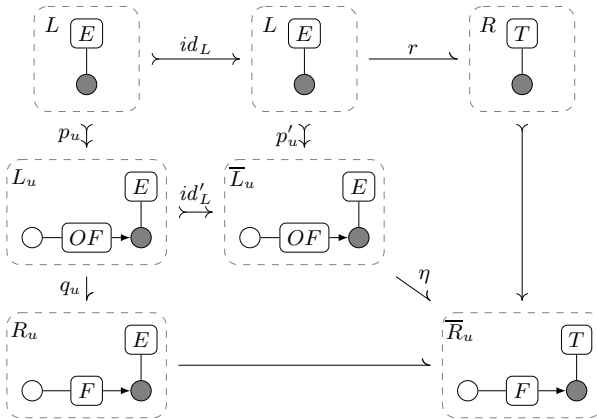 L E id_L L E r R T
p_u p'_u
L_u E id'_L L̅_u E
OF OF
q_u η
R_u E R̅_u T
F F